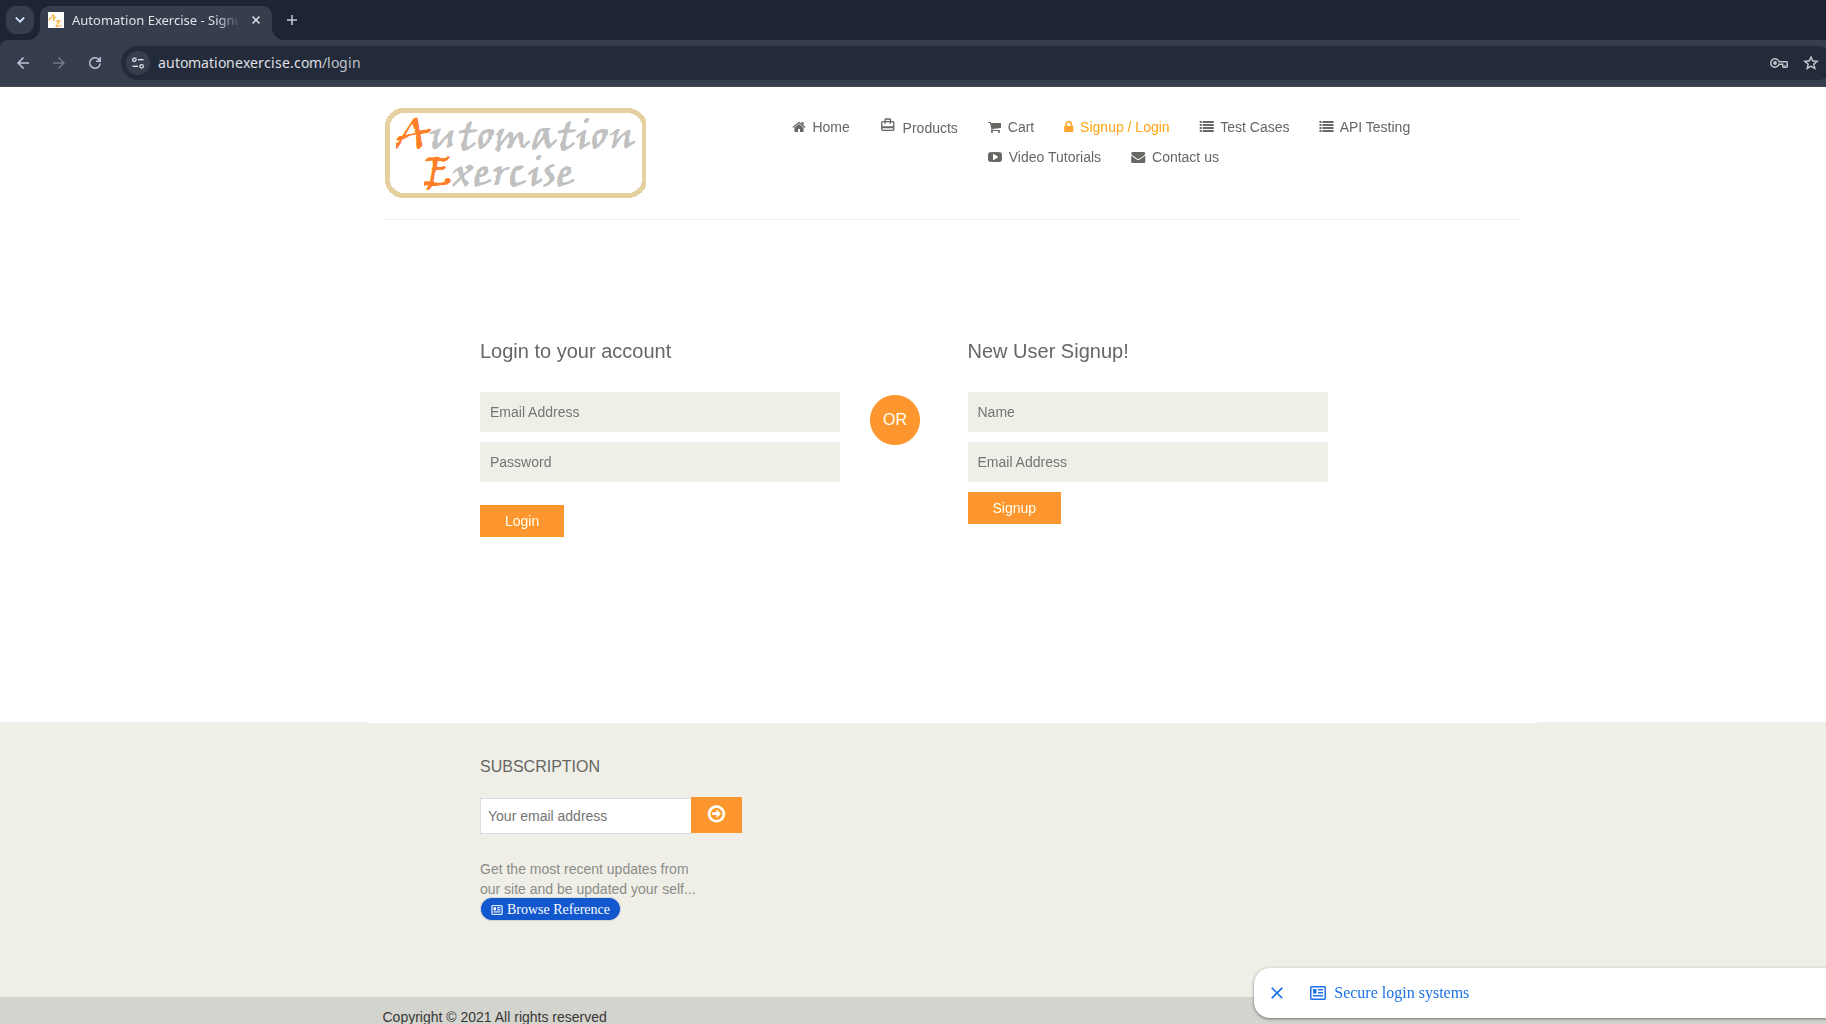 Automation Exercise - Sign
automationexercise.com/login
Automation
Exercise
Home
Products
Cart
Signup / Login
Test Cases
API Testing
Video Tutorials
Contact us
Login to your account
Email Address
Password
Login
OR
New User Signup!
Name
Email Address
Signup
SUBSCRIPTION
Your email address
Get the most recent updates from
our site and be updated your self...
Browse Reference
Secure login systems
Copyright © 2021 All rights reserved